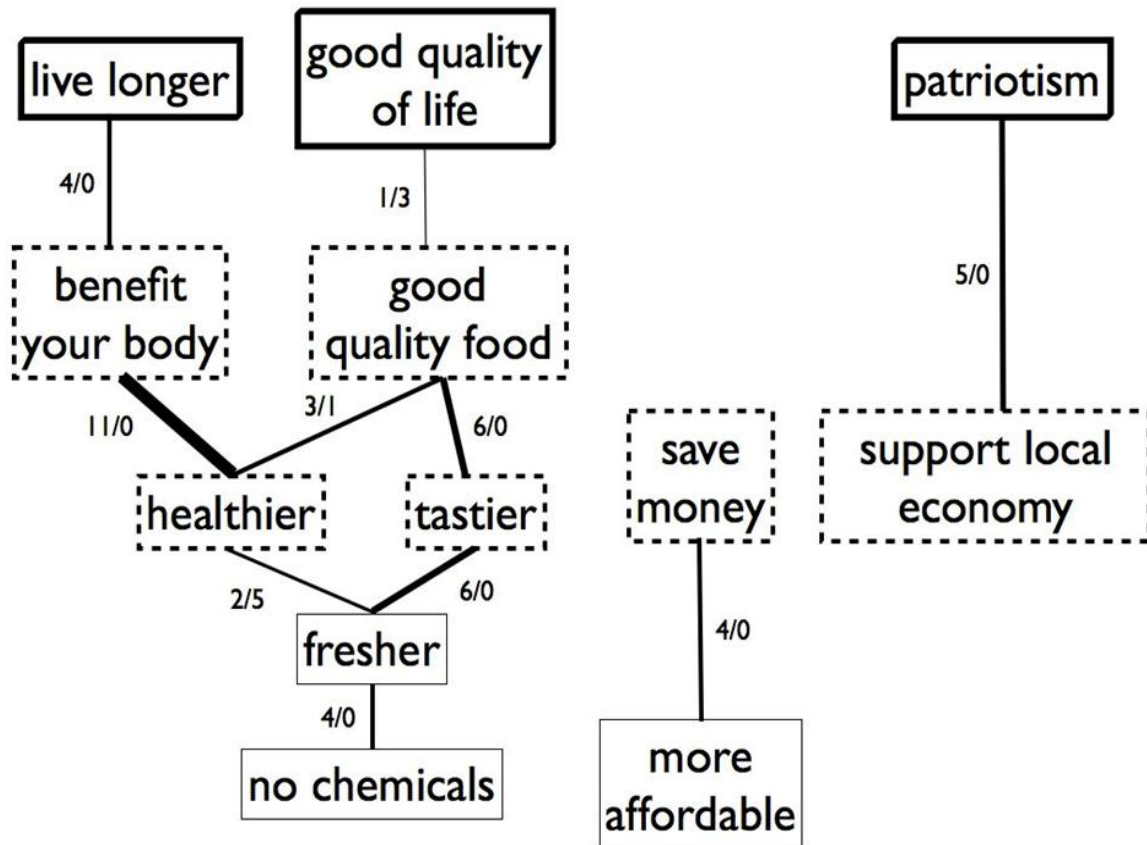 live longer
good quality
of life
patriotism
4/0
1/3
5/0
benefit
your body
good
quality food
11/0
3/1
6/0
save
money
support local
economy
healthier
tastier
2/5
6/0
4/0
fresher
4/0
no chemicals
more
affordable